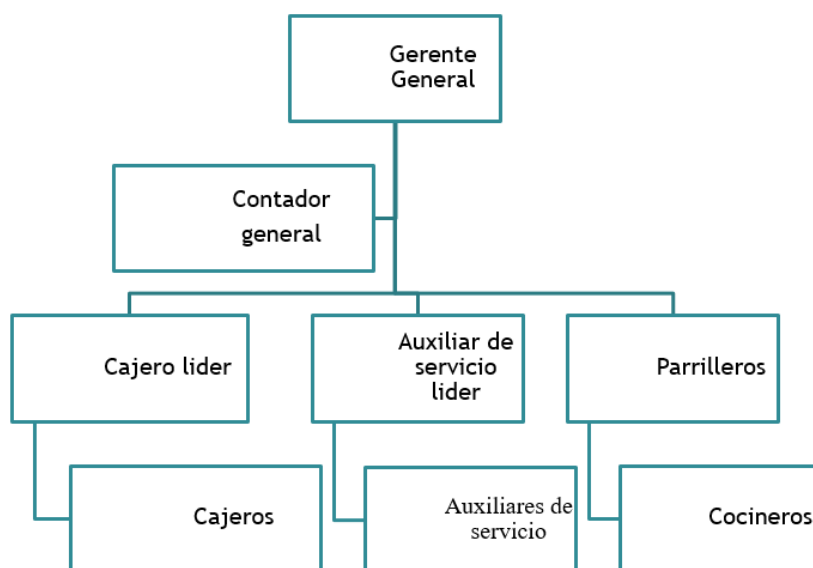 Gerente
General
Contador
general
Cajero lider
Auxiliar de
servicio
lider
Parrilleros
Cajeros
Auxiliares de
servicio
Cocineros